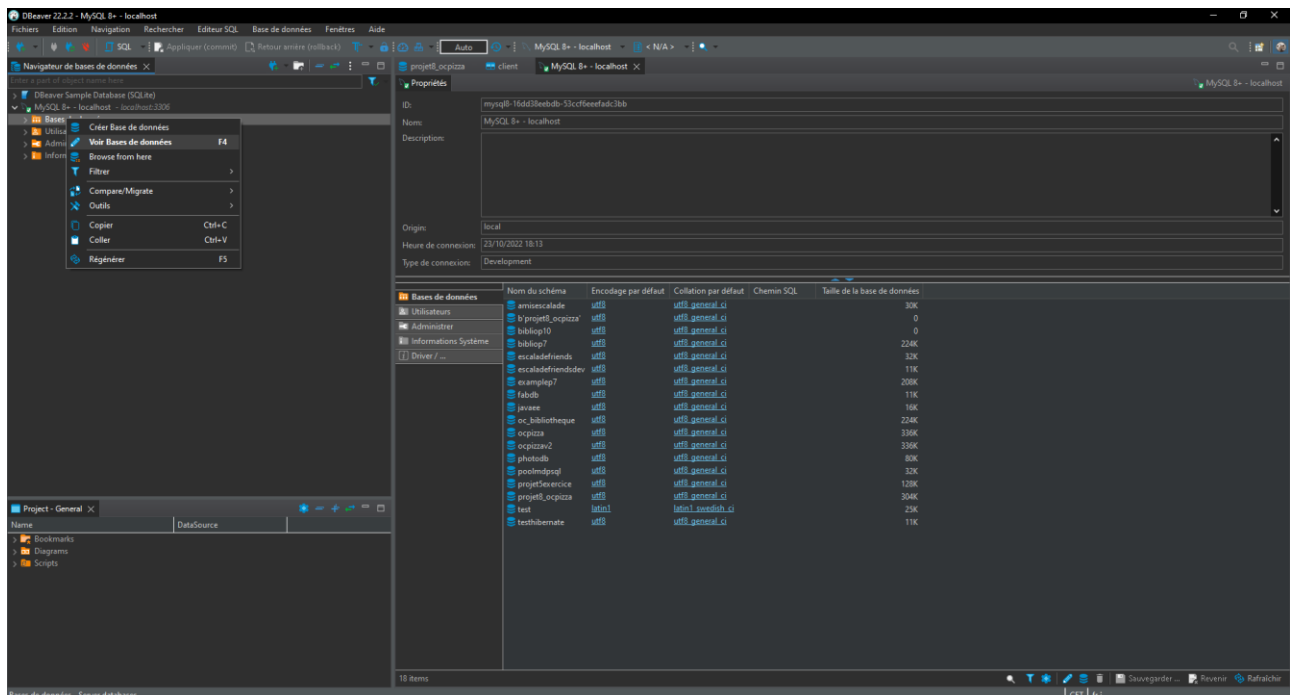 DBeaver 22.2.2 - MySQL 8+ - localhost
Fichiers Edition Navigation Rechercher Editeur SQL Base de données Fenêtres Aide
SQL Appliquer (commit) Retour arrière (rollback) Auto MySQL 8+ - localhost < N/A >
Navigateur de bases de données
Enter a part of object name here
DBeaver Sample Database (SQLite)
MySQL 8+ - localhost - localhost:3306
Bases
Utilisa
Admi
Inform
Créer Base de données
Voir Bases de données F4
Browse from here
Filtrer
Compare/Migrate
Outils
Copier Ctrl+C
Coller Ctrl+V
Régénérer F5
Project - General
Name DataSource
Bookmarks
Diagrams
Scripts
projet8_ocpizza client MySQL 8+ - localhost
Propriétés MySQL 8+ - localhost
ID: mysql8-16dd38eebdb-53ccf6eeefadc3bb
Nom: MySQL 8+ - localhost
Description:
Origin: local
Heure de connexion: 23/10/2022 18:13
Type de connexion: Development
Bases de données
Utilisateurs
Administrer
Informations Système
Driver / ...
Nom du schéma Encodage par défaut Collation par défaut Chemin SQL Taille de la base de données
amisescalade utf8 utf8_general_ci 30K
b'projet8_ocpizza' utf8 utf8_general_ci 0
bibliop10 utf8 utf8_general_ci 0
bibliop7 utf8 utf8_general_ci 224K
escaladefriends utf8 utf8_general_ci 32K
escaladefriendsdev utf8 utf8_general_ci 11K
examplep7 utf8 utf8_general_ci 208K
fabdb utf8 utf8_general_ci 11K
javaee utf8 utf8_general_ci 16K
oc_bibliotheque utf8 utf8_general_ci 224K
ocpizza utf8 utf8_general_ci 336K
ocpizzav2 utf8 utf8_general_ci 336K
photodb utf8 utf8_general_ci 80K
poolmdpsql utf8 utf8_general_ci 32K
projet5exercice utf8 utf8_general_ci 128K
projet8_ocpizza utf8 utf8_general_ci 304K
test latin1 latin1_swedish_ci 25K
testhibernate utf8 utf8_general_ci 11K
18 items Sauvegarder ... Revenir Rafraîchir
Bases de données - Server databases CET